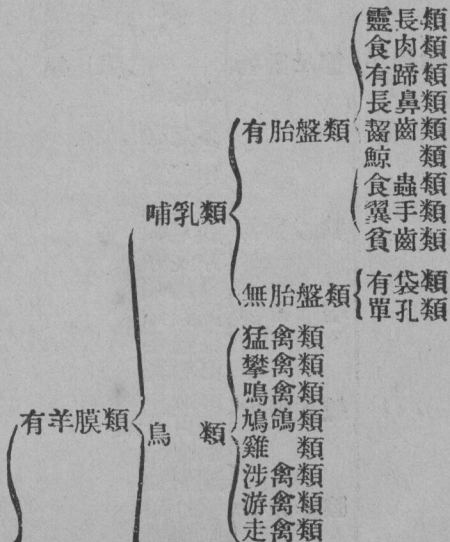 靈長類
食肉類
有蹄類
長鼻類
齧齒類
鯨類
食蟲類
翼手類
貧齒類
有胎盤類
哺乳類
無胎盤類
有袋類
單孔類
猛禽類
攀禽類
鳴禽類
鳩鴿類
雞類
涉禽類
游禽類
走禽類
鳥類
有羊膜類